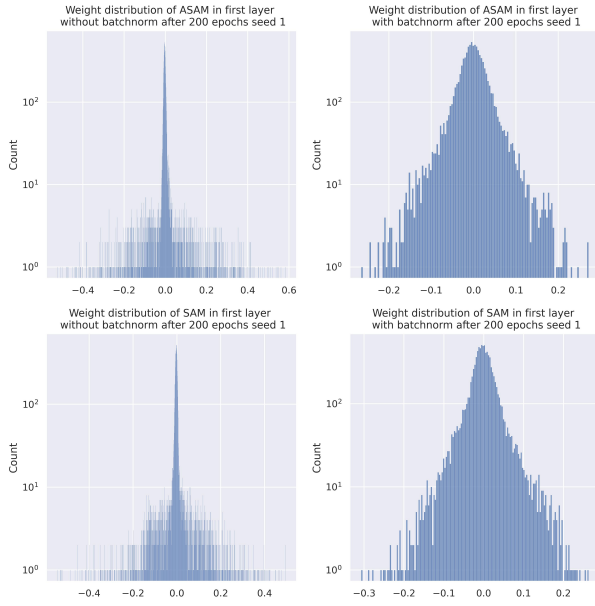 Weight distribution of ASAM in first layer
without batchnorm after 200 epochs seed 1
Weight distribution of ASAM in first layer
with batchnorm after 200 epochs seed 1
Count
10²
10¹
10⁰
−0.4 −0.2 0.0 0.2 0.4 0.6
Count
10²
10¹
10⁰
−0.2 −0.1 0.0 0.1 0.2
Weight distribution of SAM in first layer
without batchnorm after 200 epochs seed 1
Weight distribution of SAM in first layer
with batchnorm after 200 epochs seed 1
Count
10²
10¹
10⁰
−0.4 −0.2 0.0 0.2 0.4
Count
10²
10¹
10⁰
−0.3 −0.2 −0.1 0.0 0.1 0.2